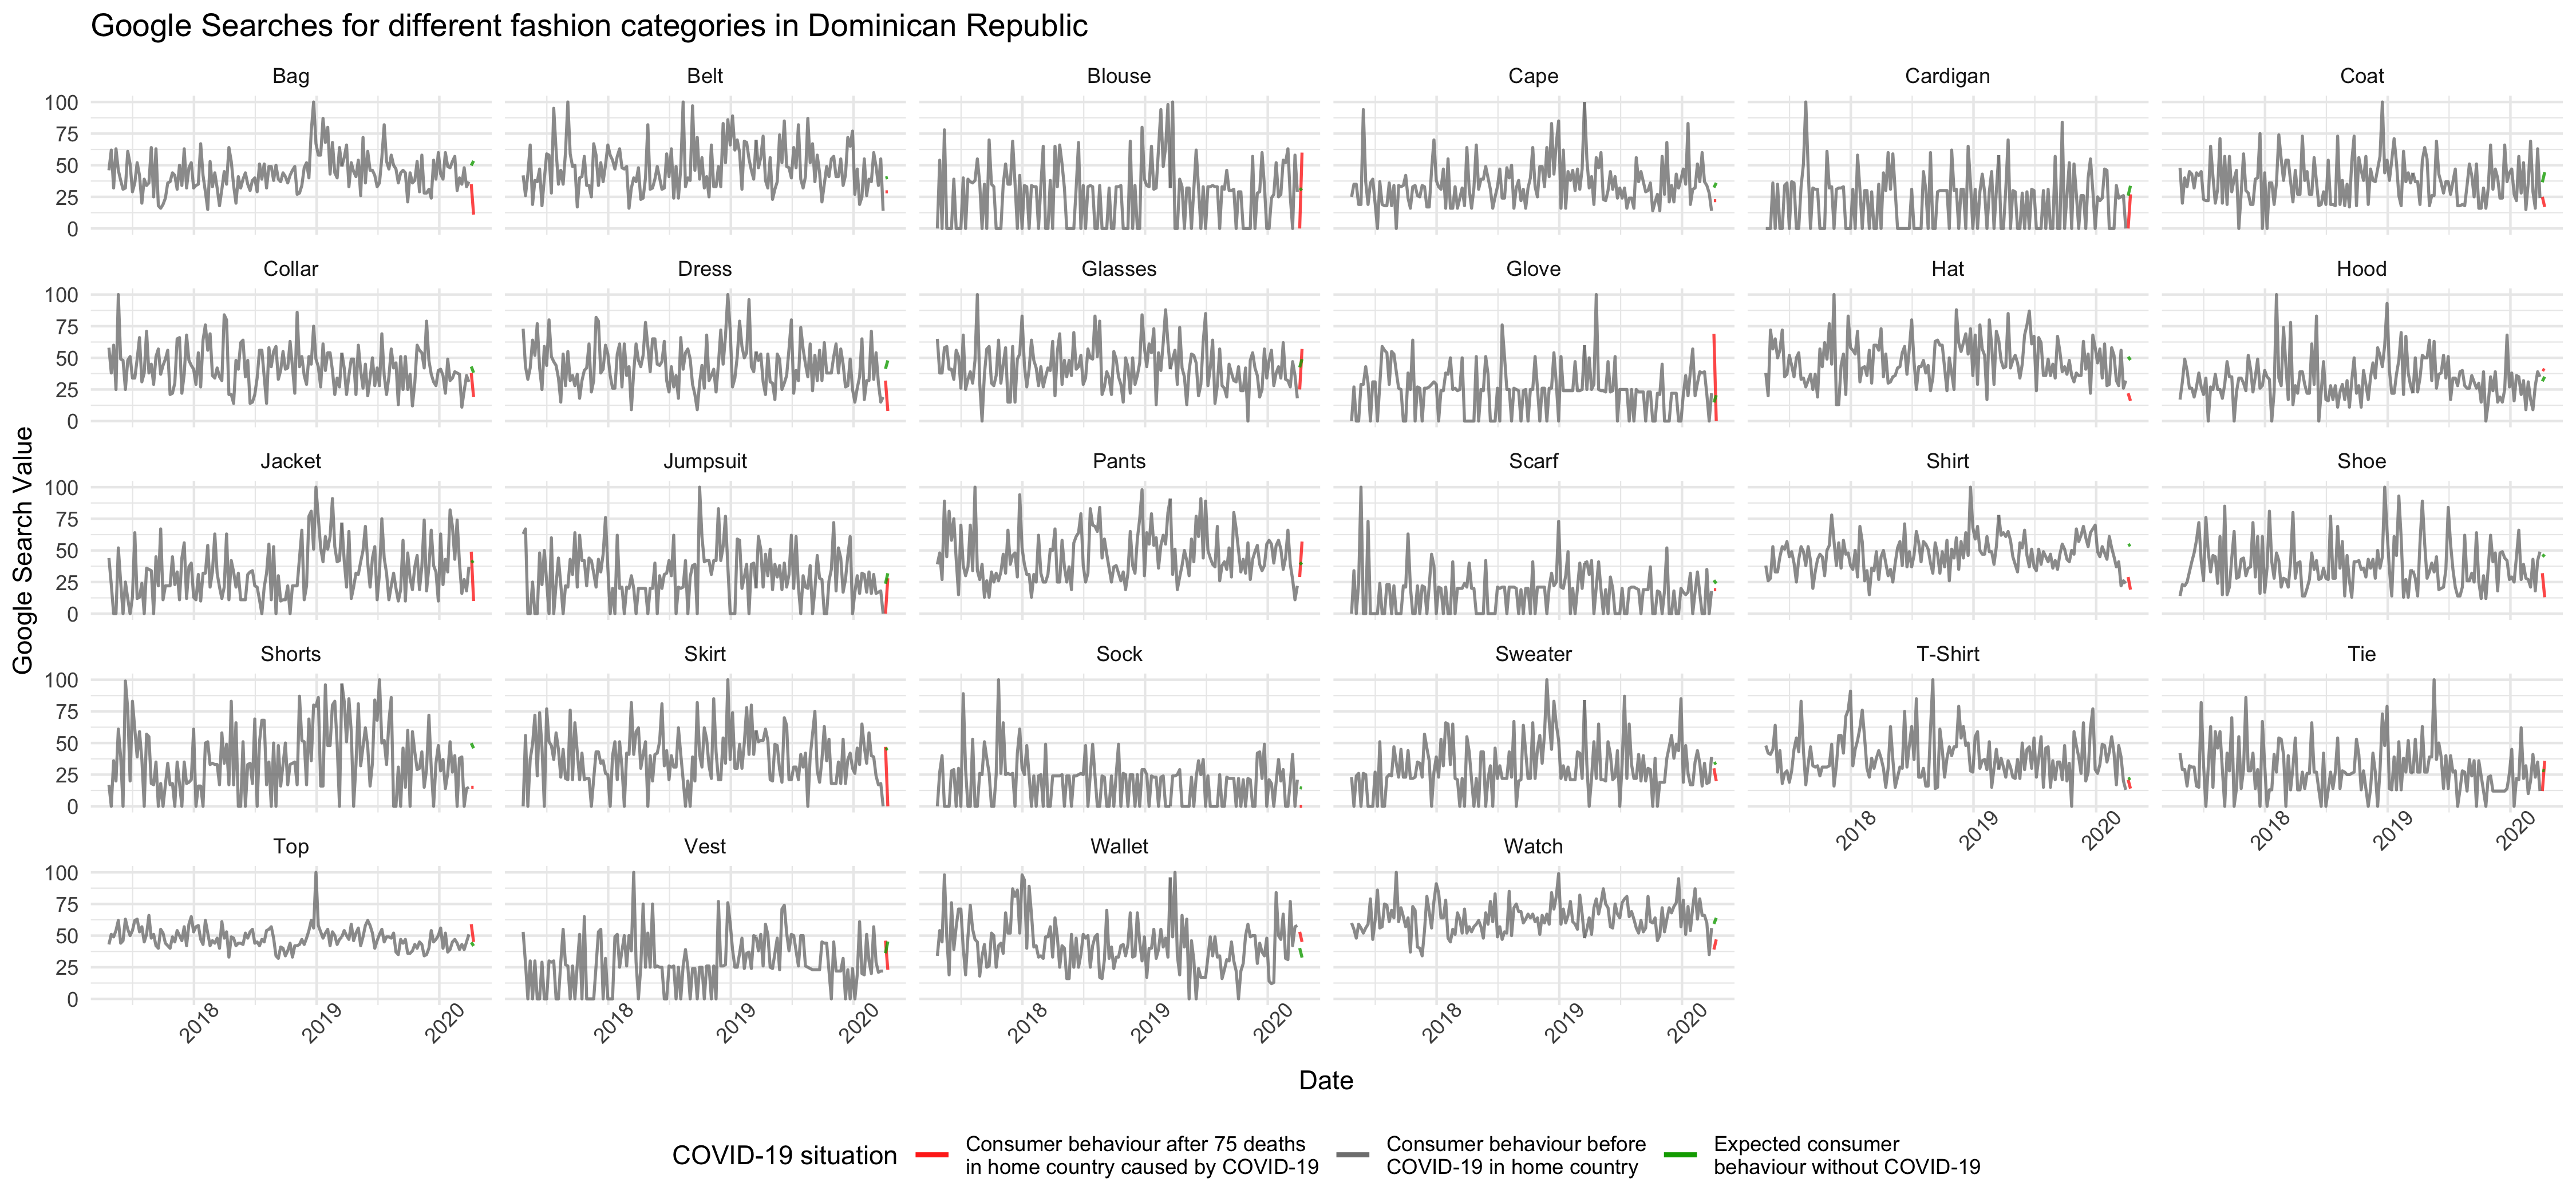 Google Searches for different fashion categories in Dominican Republic
Bag Belt Blouse Cape Cardigan Coat
100
75
50
25
0
Collar Dress Glasses Glove Hat Hood
100
75
50
25
0
Jacket Jumpsuit Pants Scarf Shirt Shoe
100
75
50
25
0
Shorts Skirt Sock Sweater T-Shirt Tie
100
75
50
25
0
2018 2019 2020 2018 2019 2020
Top Vest Wallet Watch
100
75
50
25
0
2018 2019 2020 2018 2019 2020 2018 2019 2020 2018 2019 2020
Google Search Value
Date
COVID-19 situation
Consumer behaviour after 75 deaths
in home country caused by COVID-19
Consumer behaviour before
COVID-19 in home country
Expected consumer
behaviour without COVID-19